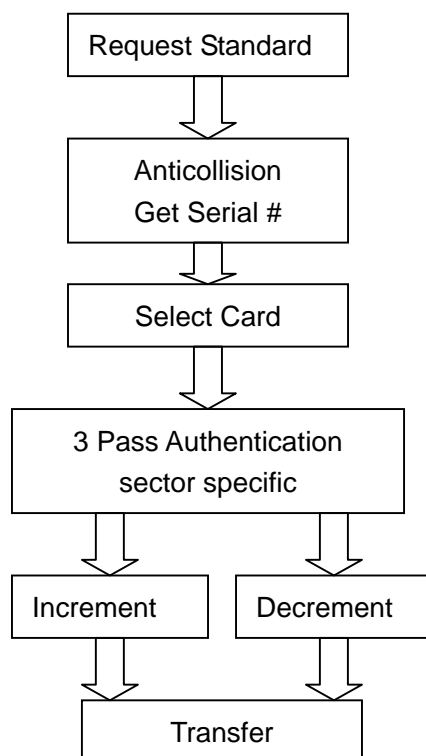 Request Standard
Anticollision
Get Serial #
Select Card
3 Pass Authentication
sector specific
Increment
Decrement
Transfer